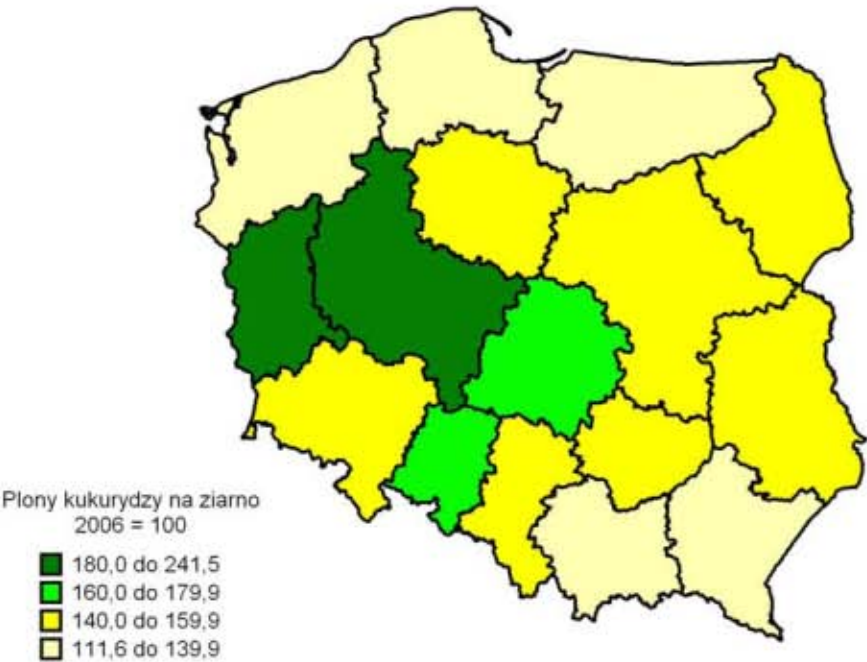 Plony kukurydzy na ziarno
2006 = 100
180,0 do 241,5
160,0 do 179,9
140,0 do 159,9
111,6 do 139,9